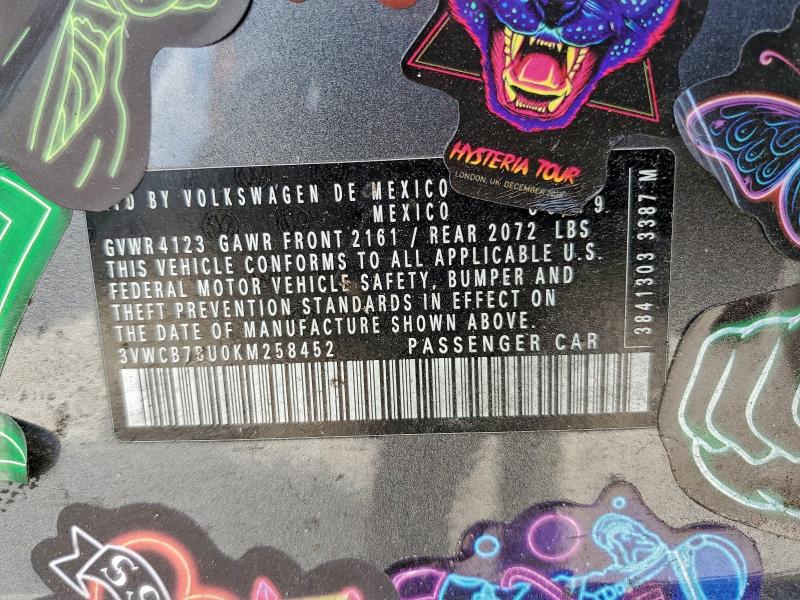 HYSTERIA TOUR
LONDON, UK. DECEMBER
BY VOLKSWAGEN DE MEXICO
MEXICO
GVWR 4123 GAWR FRONT 2161 / REAR 2072 LBS
THIS VEHICLE CONFORMS TO ALL APPLICABLE U.S.
FEDERAL MOTOR VEHICLE SAFETY, BUMPER AND
THEFT PREVENTION STANDARDS IN EFFECT ON
THE DATE OF MANUFACTURE SHOWN ABOVE.
3VWCB7BU0KM258452 PASSENGER CAR
3841303 3387 M